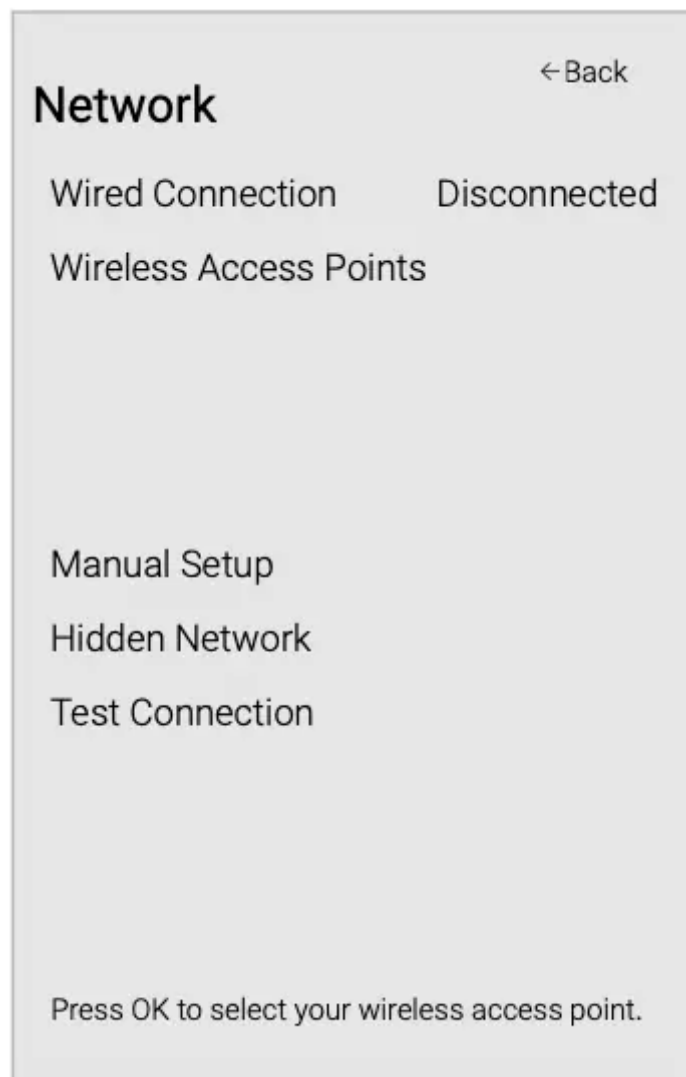 ←Back
Network
Wired Connection Disconnected
Wireless Access Points
Manual Setup
Hidden Network
Test Connection
Press OK to select your wireless access point.